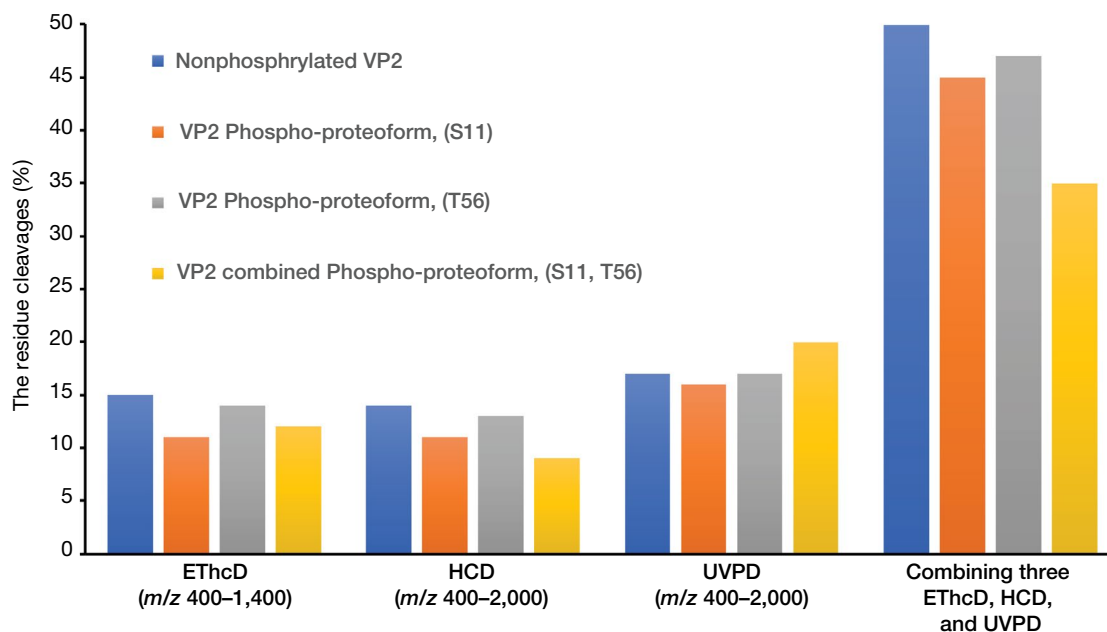 The residue cleavages (%)
50
45
40
35
30
25
20
15
10
5
0
Nonphosphrylated VP2
VP2 Phospho-proteoform, (S11)
VP2 Phospho-proteoform, (T56)
VP2 combined Phospho-proteoform, (S11, T56)
EThcD
(m/z 400–1,400)
HCD
(m/z 400–2,000)
UVPD
(m/z 400–2,000)
Combining three
EThcD, HCD,
and UVPD